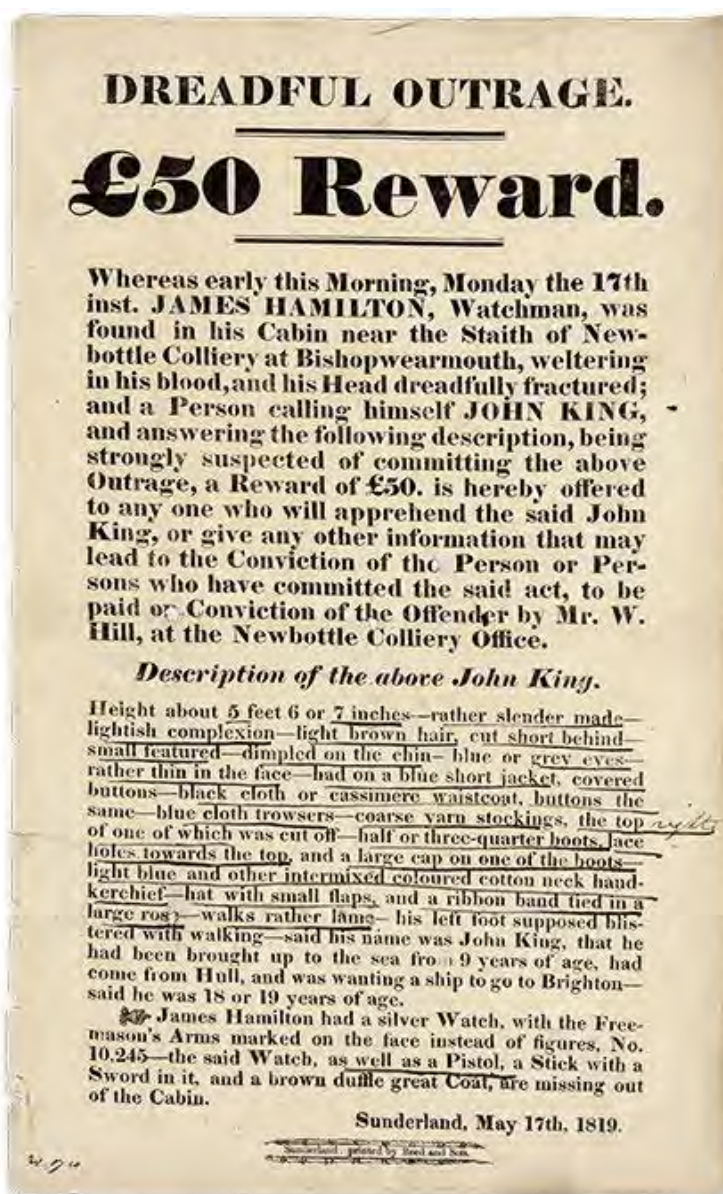 DREADFUL OUTRAGE.
£50 Reward.
Whereas early this Morning, Monday the 17th
inst. JAMES HAMILTON, Watchman, was
found in his Cabin near the Staith of New-
bottle Colliery at Bishopwearmouth, weltering
in his blood, and his Head dreadfully fractured;
and a Person calling himself JOHN KING,
and answering the following description, being
strongly suspected of committing the above
Outrage, a Reward of £50. is hereby offered
to any one who will apprehend the said John
King, or give any other information that may
lead to the Conviction of the Person or Per-
sons who have committed the said act, to be
paid on Conviction of the Offender by Mr. W.
Hill, at the Newbottle Colliery Office.
Description of the above John King.
Height about 5 feet 6 or 7 inches—rather slender made—
lightish complexion—light brown hair, cut short behind—
small featured—dimpled on the chin—blue or grey eyes—
rather thin in the face—had on a blue short jacket, covered
buttons—black cloth or cassimere waistcoat, buttons the
same—blue cloth trowsers—coarse yarn stockings, the top right
of one of which was cut off—half or three-quarter boots, lace
holes towards the top, and a large cap on one of the boots—
light blue and other intermixed coloured cotton neck hand-
kerchief—hat with small flaps, and a ribbon band tied in a
large rose—walks rather lame—his left foot supposed blis-
tered with walking—said his name was John King, that he
had been brought up to the sea from 9 years of age, had
come from Hull, and was wanting a ship to go to Brighton—
said he was 18 or 19 years of age.
James Hamilton had a silver Watch, with the Free-
mason's Arms marked on the face instead of figures, No.
10,245—the said Watch, as well as a Pistol, a Stick with a
Sword in it, and a brown duffle great Coat, are missing out
of the Cabin.
Sunderland, May 17th, 1819.
Sunderland, printed by Reed and Son.